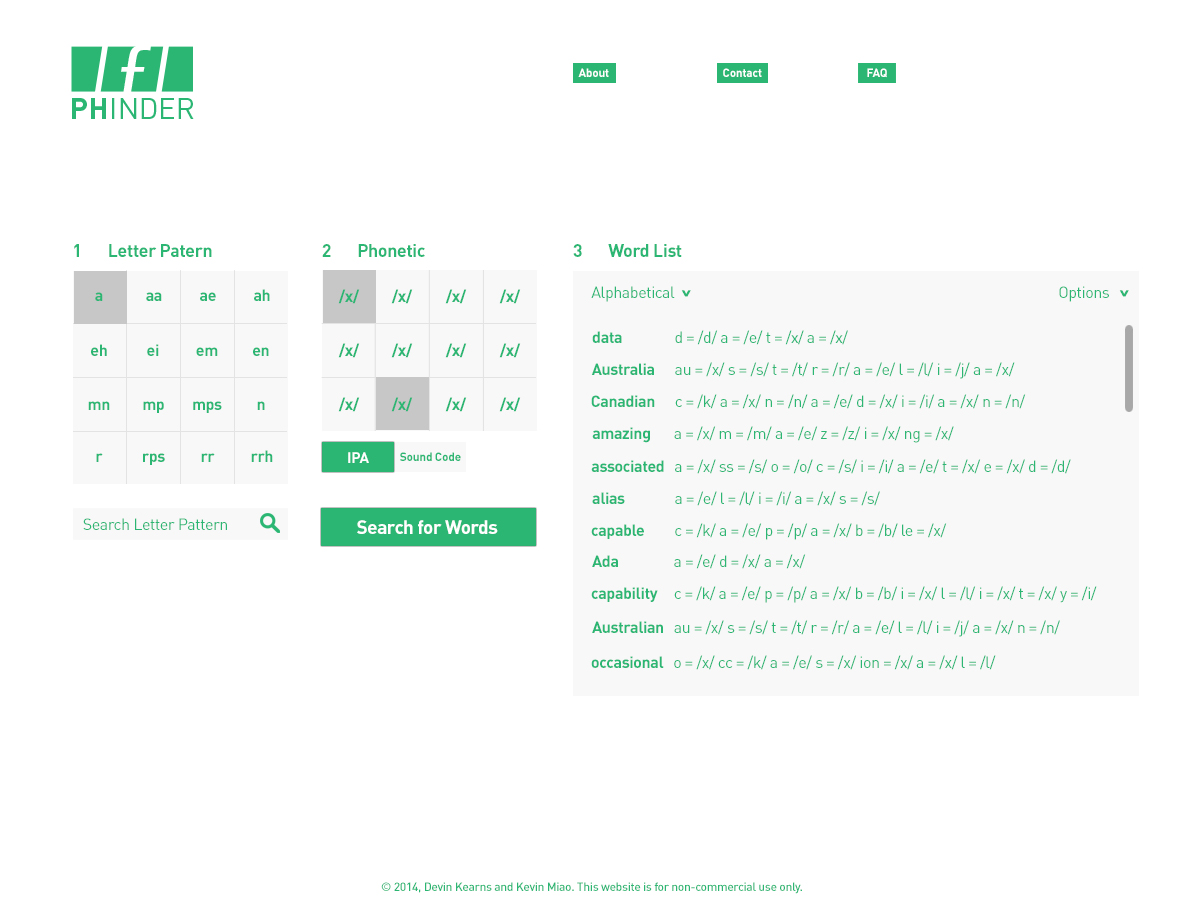 /f/
PHINDER
About
Contact
FAQ
1 Letter Patern
a aa ae ah
eh ei em en
mn mp mps n
r rps rr rrh
Search Letter Pattern
2 Phonetic
/x/ /x/ /x/ /x/
/x/ /x/ /x/ /x/
/x/ /x/ /x/ /x/
IPA Sound Code
Search for Words
3 Word List
Alphabetical
Options
data d = /d/ a = /e/ t = /x/ a = /x/
Australia au = /x/ s = /s/ t = /t/ r = /r/ a = /e/ l = /l/ i = /j/ a = /x/
Canadian c = /k/ a = /x/ n = /n/ a = /e/ d = /x/ i = /i/ a = /x/ n = /n/
amazing a = /x/ m = /m/ a = /e/ z = /z/ i = /x/ ng = /x/
associated a = /x/ ss = /s/ o = /o/ c = /s/ i = /i/ a = /e/ t = /x/ e = /x/ d = /d/
alias a = /e/ l = /l/ i = /i/ a = /x/ s = /s/
capable c = /k/ a = /e/ p = /p/ a = /x/ b = /b/ le = /x/
Ada a = /e/ d = /x/ a = /x/
capability c = /k/ a = /e/ p = /p/ a = /x/ b = /b/ i = /x/ l = /l/ i = /x/ t = /x/ y = /i/
Australian au = /x/ s = /s/ t = /t/ r = /r/ a = /e/ l = /l/ i = /j/ a = /x/ n = /n/
occasional o = /x/ cc = /k/ a = /e/ s = /x/ ion = /x/ a = /x/ l = /l/
© 2014, Devin Kearns and Kevin Miao. This website is for non-commercial use only.